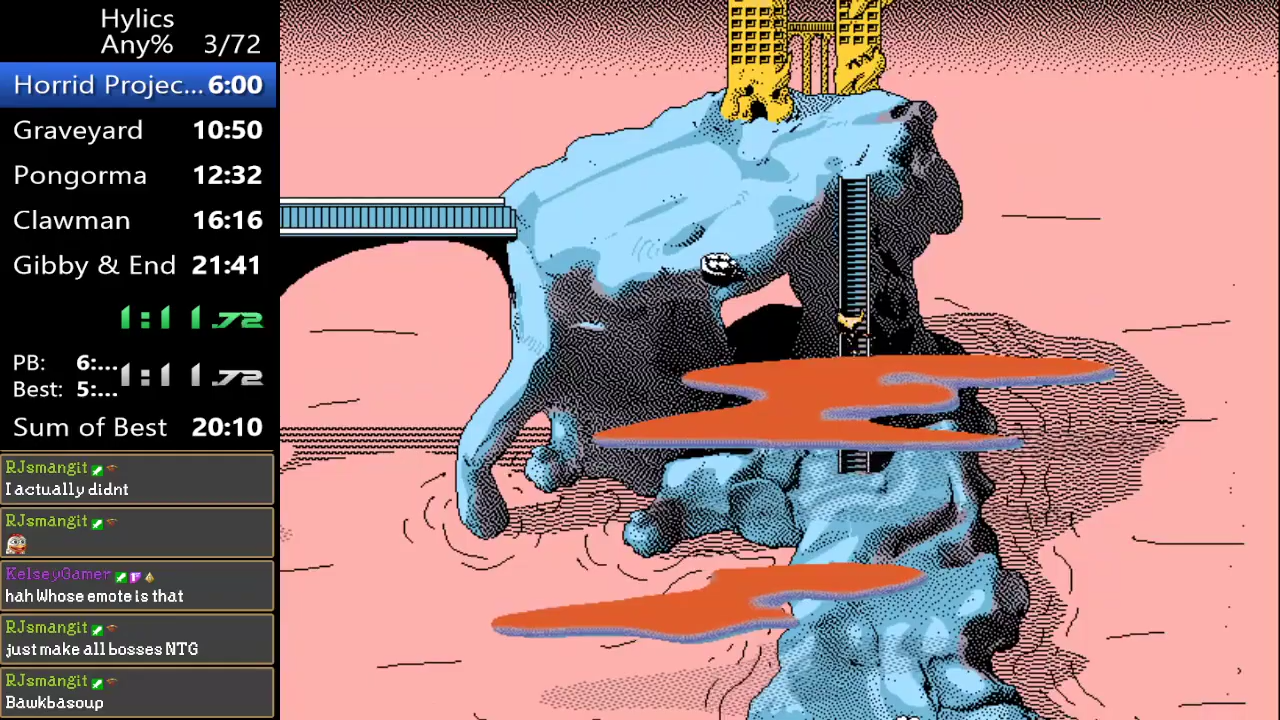 Hylics
Any% 3/72
Horrid Projec... 6:00
Graveyard 10:50
Pongorma 12:32
Clawman 16:16
Gibby & End 21:41
1:11.72
PB: 6:...
Best: 5:... 1:11.72
Sum of Best 20:10
RJsmangit
I actually didnt
RJsmangit
KelseyGamer
hah Whose emote is that
RJsmangit
just make all bosses NTG
RJsmangit
Bawkbasoup